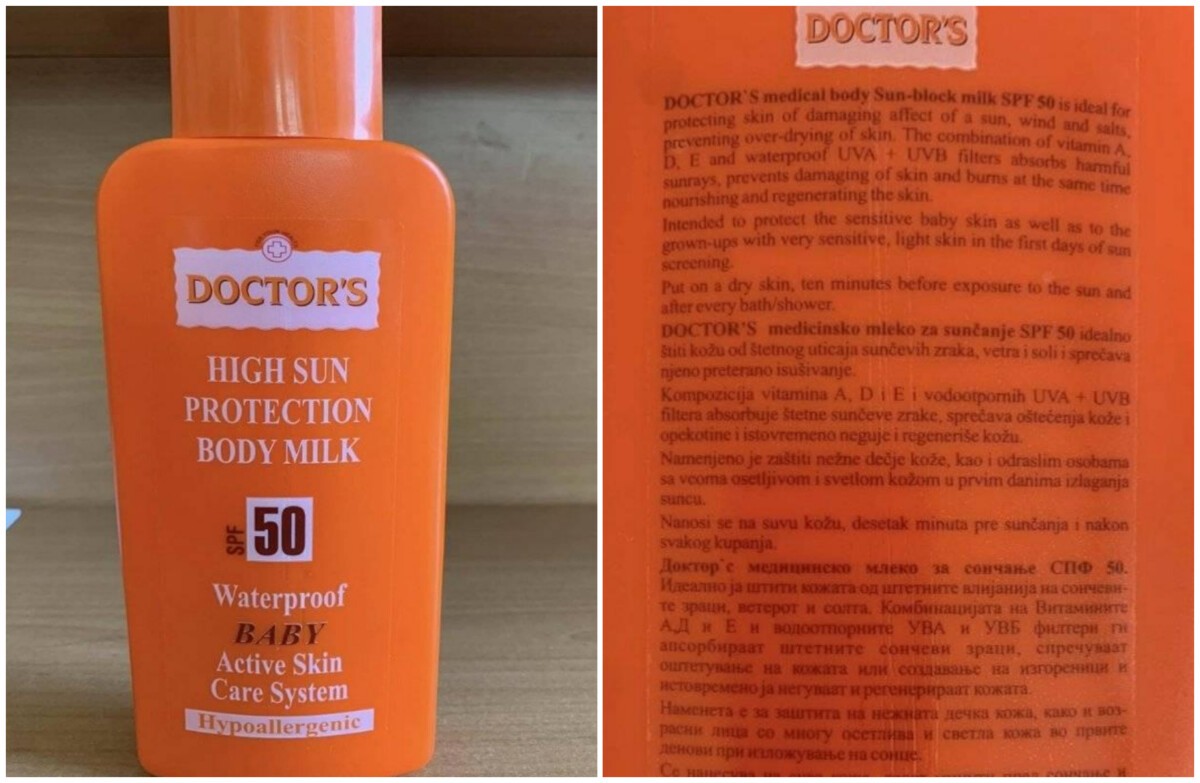 DOCTOR'S
HIGH SUN
PROTECTION
BODY MILK
SPF 50
Waterproof
BABY
Active Skin
Care System
Hypoallergenic
DOCTOR'S
DOCTOR'S medical body Sun-block milk SPF 50 is ideal for
protecting skin of damaging affect of a sun, wind and salts,
preventing over-drying of skin. The combination of vitamin A,
D, E and waterproof UVA + UVB filters absorbs harmful
sunrays, prevents damaging of skin and burns at the same time
nourishing and regenerating the skin.
Intended to protect the sensitive baby skin as well as to the
grown-ups with very sensitive, light skin in the first days of sun
screening.
Put on a dry skin, ten minutes before exposure to the sun and
after every bath/shower.
DOCTOR'S medicinsko mleko za sunčanje SPF 50 idealno
štiti kožu od štetnog uticaja sunčevih zraka, vetra i soli i sprečava
njeno preterano isušivanje.
Kompozicija vitamina A, D i E i vodootpornih UVA + UVB
filtera absorbuje štetne sunčeve zrake, sprečava oštećenja kože i
opekotine i istovremeno neguje i regeneriše kožu.
Namenjeno je zaštiti nežne dečje kože, kao i odraslim osobama
sa veoma osetljivom i svetlom kožom u prvim danima izlaganja
suncu.
Nanosi se na suvu kožu, desetak minuta pre sunčanja i nakon
svakog kupanja.
Доктор`с медицинско млеко за сончање СПФ 50.
Идеално ја штити кожата од штетните влијанија на сончеви-
те зраци, ветерот и солта. Комбинацијата на Витамините
А,Д и Е и водоотпорните УВА и УВБ филтери ги
апсорбираат штетните сончеви зраци, спречуваат
оштетување на кожата или создавање на изгореници и
истовремено ја негуваат и регенерираат кожата.
Наменета е за заштита на нежната дечка кожа, како и воз-
расни лица со многу осетлива и светла кожа во првите
денови при изложување на сонце.
Се нанесува на